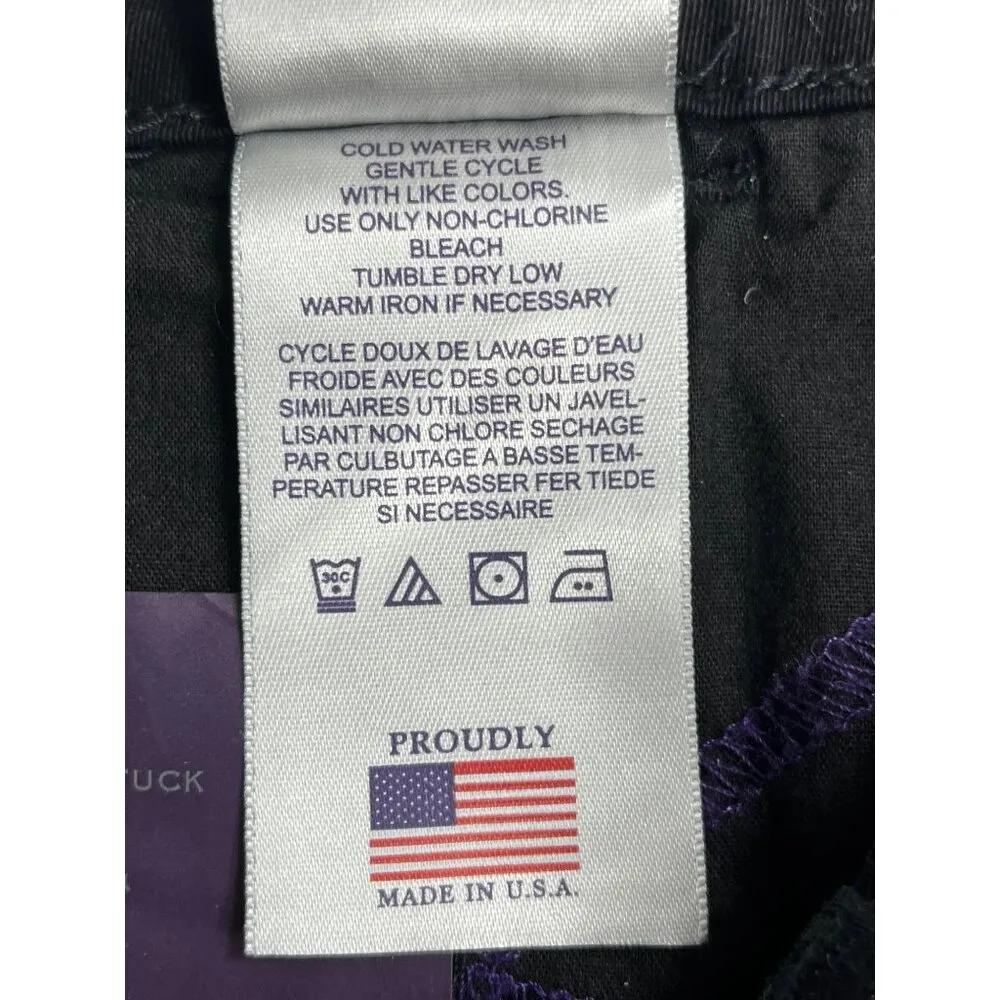 COLD WATER WASH
GENTLE CYCLE
WITH LIKE COLORS.
USE ONLY NON-CHLORINE
BLEACH
TUMBLE DRY LOW
WARM IRON IF NECESSARY
CYCLE DOUX DE LAVAGE D'EAU
FROIDE AVEC DES COULEURS
SIMILAIRES UTILISER UN JAVEL-
LISANT NON CHLORE SECHAGE
PAR CULBUTAGE A BASSE TEM-
PERATURE REPASSER FER TIEDE
SI NECESSAIRE
30C
PROUDLY
MADE IN U.S.A.
TUCK